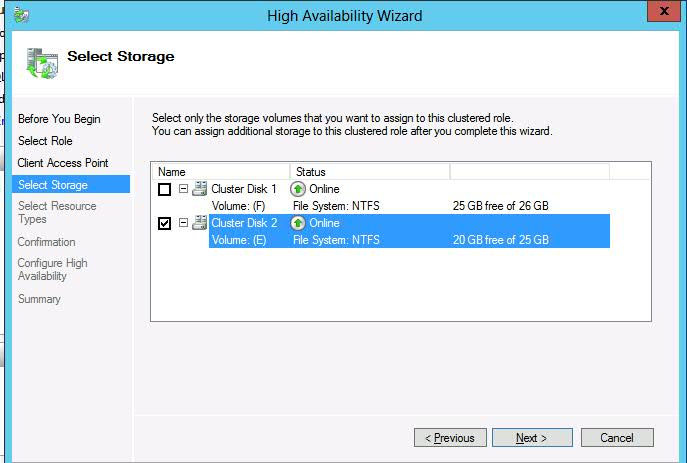 High Availability Wizard
x
Select Storage
Before You Begin
Select Role
Client Access Point
Select Storage
Select Resource
Types
Confirmation
Configure High
Availability
Summary
Select only the storage volumes that you want to assign to this clustered role.
You can assign additional storage to this clustered role after you complete this wizard.
Name Status
Cluster Disk 1 Online
Volume: (F) File System: NTFS 25 GB free of 26 GB
Cluster Disk 2 Online
Volume: (E) File System: NTFS 20 GB free of 25 GB
< Previous Next > Cancel